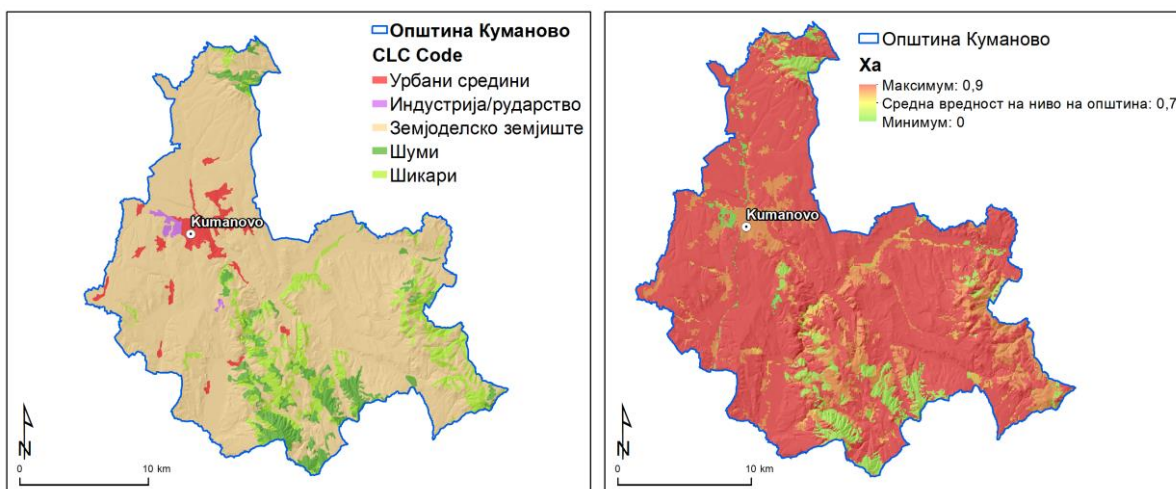 Општина Куманово
CLC Code
Урбани средини
Индустрија/рударство
Земјоделско земјиште
Шуми
Шикари
Kumanovo
N
0 10 km
Општина Куманово
Xa
Максимум: 0,9
Средна вредност на ниво на општина: 0,7
Минимум: 0
Kumanovo
N
0 10 km